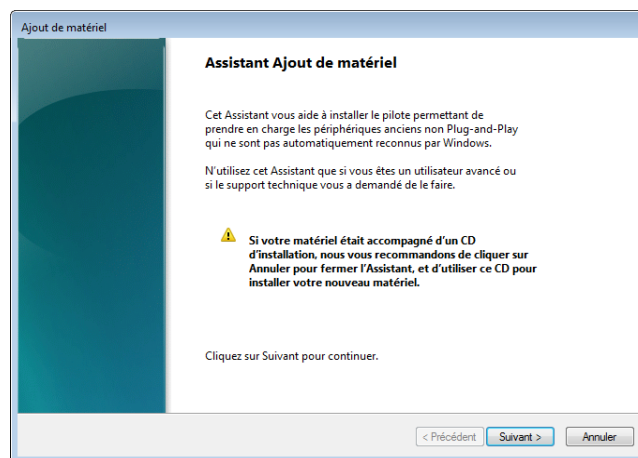 Ajout de matériel
Assistant Ajout de matériel
Cet Assistant vous aide à installer le pilote permettant de
prendre en charge les périphériques anciens non Plug-and-Play
qui ne sont pas automatiquement reconnus par Windows.
N'utilisez cet Assistant que si vous êtes un utilisateur avancé ou
si le support technique vous a demandé de le faire.
Si votre matériel était accompagné d'un CD
d'installation, nous vous recommandons de cliquer sur
Annuler pour fermer l'Assistant, et d'utiliser ce CD pour
installer votre nouveau matériel.
Cliquez sur Suivant pour continuer.
< Précédent Suivant > Annuler